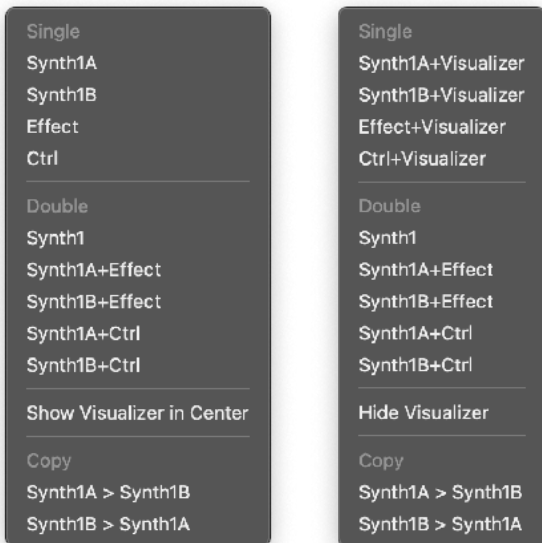 Single
Synth1A
Synth1B
Effect
Ctrl
Double
Synth1
Synth1A+Effect
Synth1B+Effect
Synth1A+Ctrl
Synth1B+Ctrl
Show Visualizer in Center
Copy
Synth1A > Synth1B
Synth1B > Synth1A
Single
Synth1A+Visualizer
Synth1B+Visualizer
Effect+Visualizer
Ctrl+Visualizer
Double
Synth1
Synth1A+Effect
Synth1B+Effect
Synth1A+Ctrl
Synth1B+Ctrl
Hide Visualizer
Copy
Synth1A > Synth1B
Synth1B > Synth1A